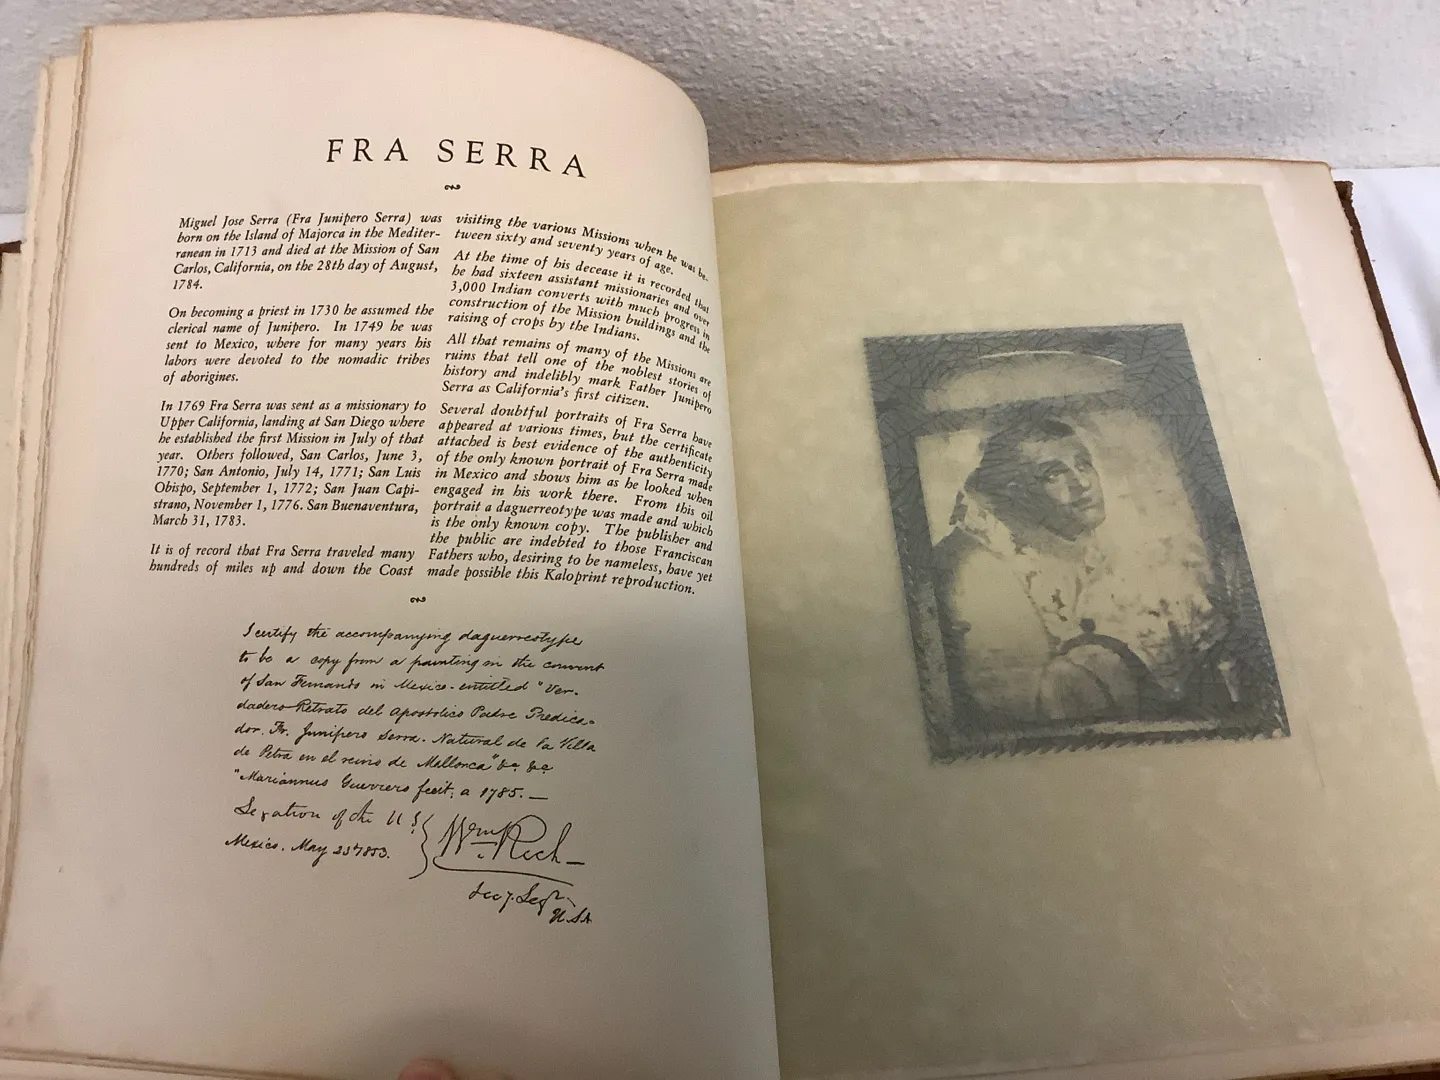 FRA SERRA
Miguel Jose Serra (Fra Junipero Serra) was
born on the Island of Majorca in the Mediter-
ranean in 1713 and died at the Mission of San
Carlos, California, on the 28th day of August,
1784.
On becoming a priest in 1730 he assumed the
clerical name of Junipero. In 1749 he was
sent to Mexico, where for many years his
labors were devoted to the nomadic tribes
of aborigines.
In 1769 Fra Serra was sent as a missionary to
Upper California, landing at San Diego where
he established the first Mission in July of that
year. Others followed, San Carlos, June 3,
1770; San Antonio, July 14, 1771; San Luis
Obispo, September 1, 1772; San Juan Capi-
strano, November 1, 1776. San Buenaventura,
March 31, 1783.
It is of record that Fra Serra traveled many
hundreds of miles up and down the Coast
visiting the various Missions when he was be-
tween sixty and seventy years of age.
At the time of his decease it is recorded that
he had sixteen assistant missionaries and over
3,000 Indian converts with much progress in
construction of the Mission buildings and the
raising of crops by the Indians.
All that remains of many of the Missions are
ruins that tell one of the noblest stories of
history and indelibly mark Father Junipero
Serra as California's first citizen.
Several doubtful portraits of Fra Serra have
appeared at various times, but the certificate
attached is best evidence of the authenticity
of the only known portrait of Fra Serra made
in Mexico and shows him as he looked when
engaged in his work there. From this oil
portrait a daguerreotype was made and which
is the only known copy. The publisher and
the public are indebted to those Franciscan
Fathers who, desiring to be nameless, have yet
made possible this Kaloprint reproduction.
I certify the accompanying daguerreotype
to be a copy from a painting in the convent
of San Fernando in Mexico - entitled "Ver-
dadero Retrato del Apostolico Padre Predica-
dor. Fr. Junipero Serra. Natural de la Villa
de Petra en el reino de Mallorca" &c &c
"Mariannus Guerrero fecit, a 1785. —
Legation of the U S
Mexico. May 23 1853.
Wm Rich
Secy. Legn
U.S.A